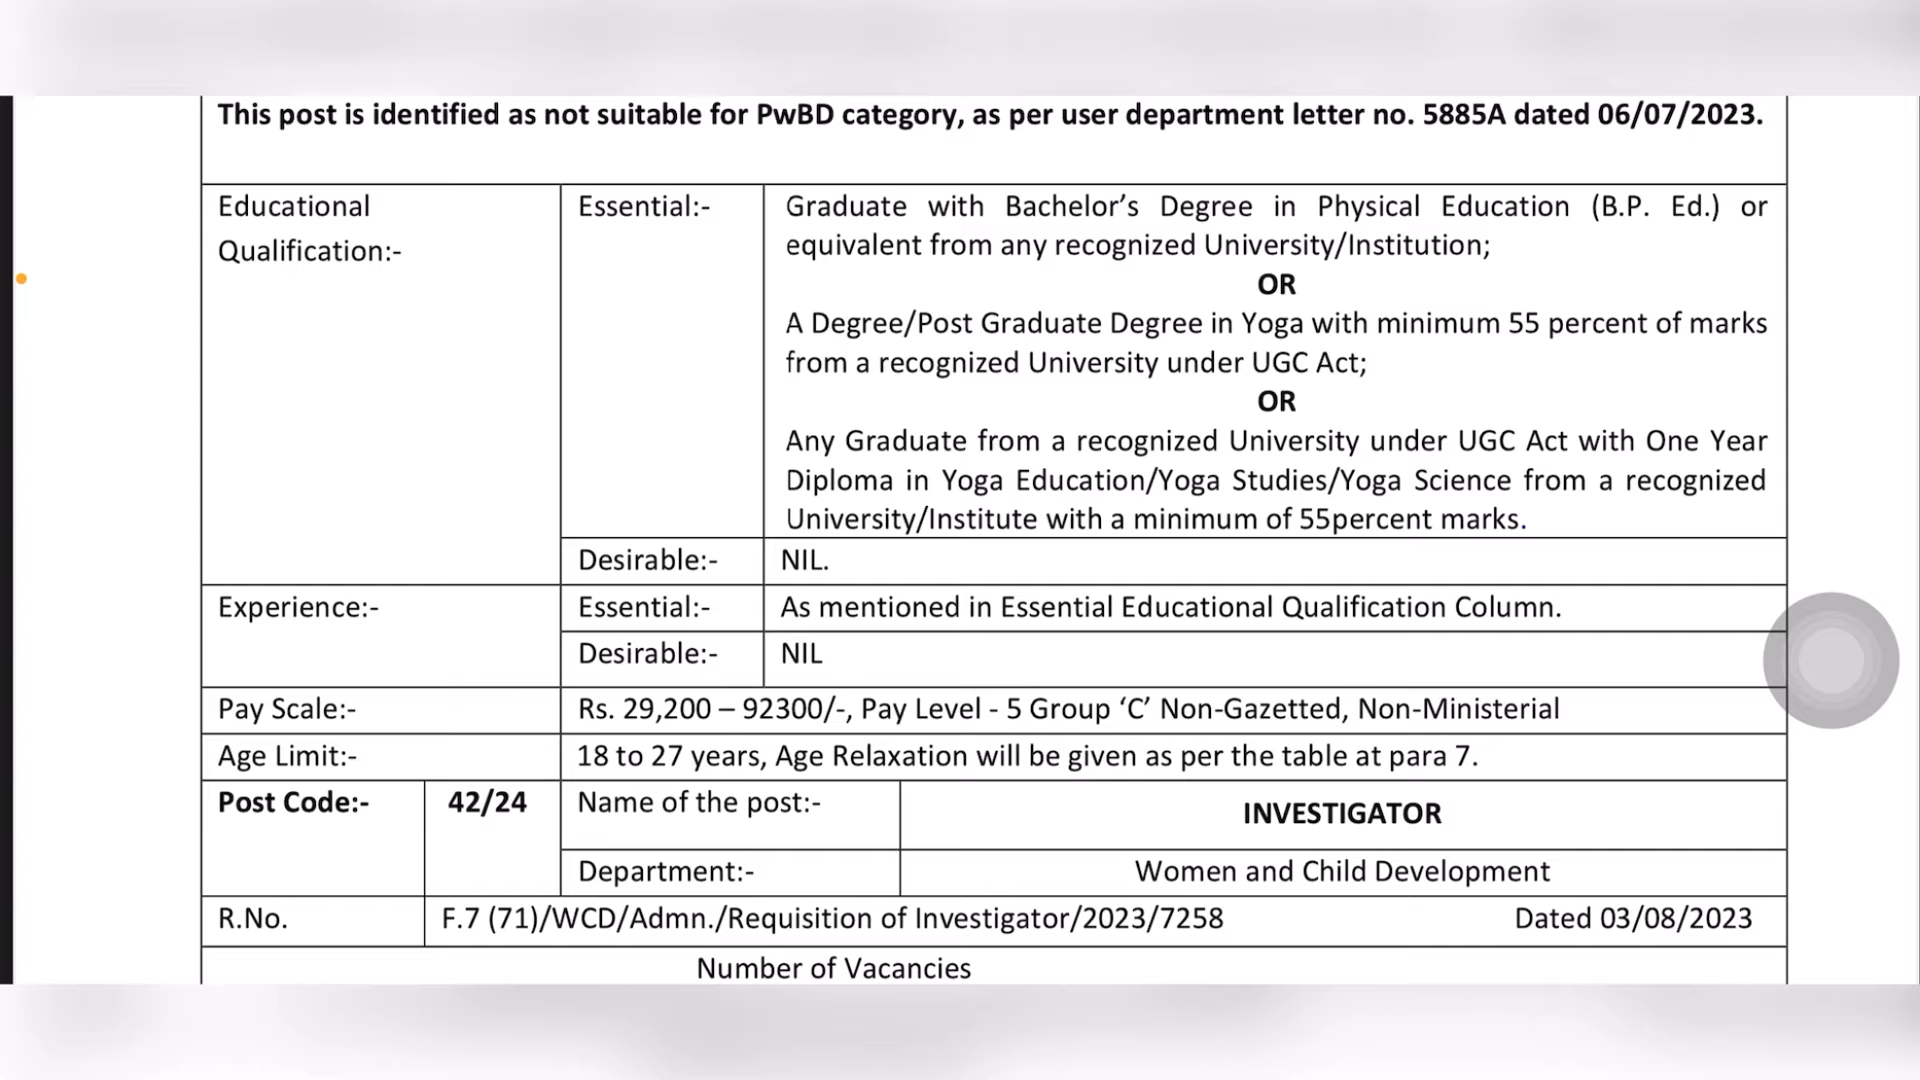 This post is identified as not suitable for PwBD category, as per user department letter no. 5885A dated 06/07/2023.
Educational
Qualification:-
Essential:-
Graduate with Bachelor’s Degree in Physical Education (B.P. Ed.) or
equivalent from any recognized University/Institution;
OR
A Degree/Post Graduate Degree in Yoga with minimum 55 percent of marks
from a recognized University under UGC Act;
OR
Any Graduate from a recognized University under UGC Act with One Year
Diploma in Yoga Education/Yoga Studies/Yoga Science from a recognized
University/Institute with a minimum of 55percent marks.
Desirable:- NIL.
Experience:- Essential:- As mentioned in Essential Educational Qualification Column.
Desirable:- NIL
Pay Scale:- Rs. 29,200 – 92300/-, Pay Level - 5 Group ‘C’ Non-Gazetted, Non-Ministerial
Age Limit:- 18 to 27 years, Age Relaxation will be given as per the table at para 7.
Post Code:- 42/24 Name of the post:- INVESTIGATOR
Department:- Women and Child Development
R.No. F.7 (71)/WCD/Admn./Requisition of Investigator/2023/7258 Dated 03/08/2023
Number of Vacancies